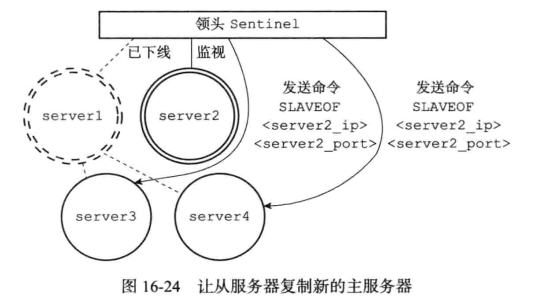 领头 Sentinel
已下线
监视
server1
server2
发送命令
SLAVEOF
<server2_ip>
<server2_port>
发送命令
SLAVEOF
<server2_ip>
<server2_port>
server3
server4
图 16-24 让从服务器复制新的主服务器